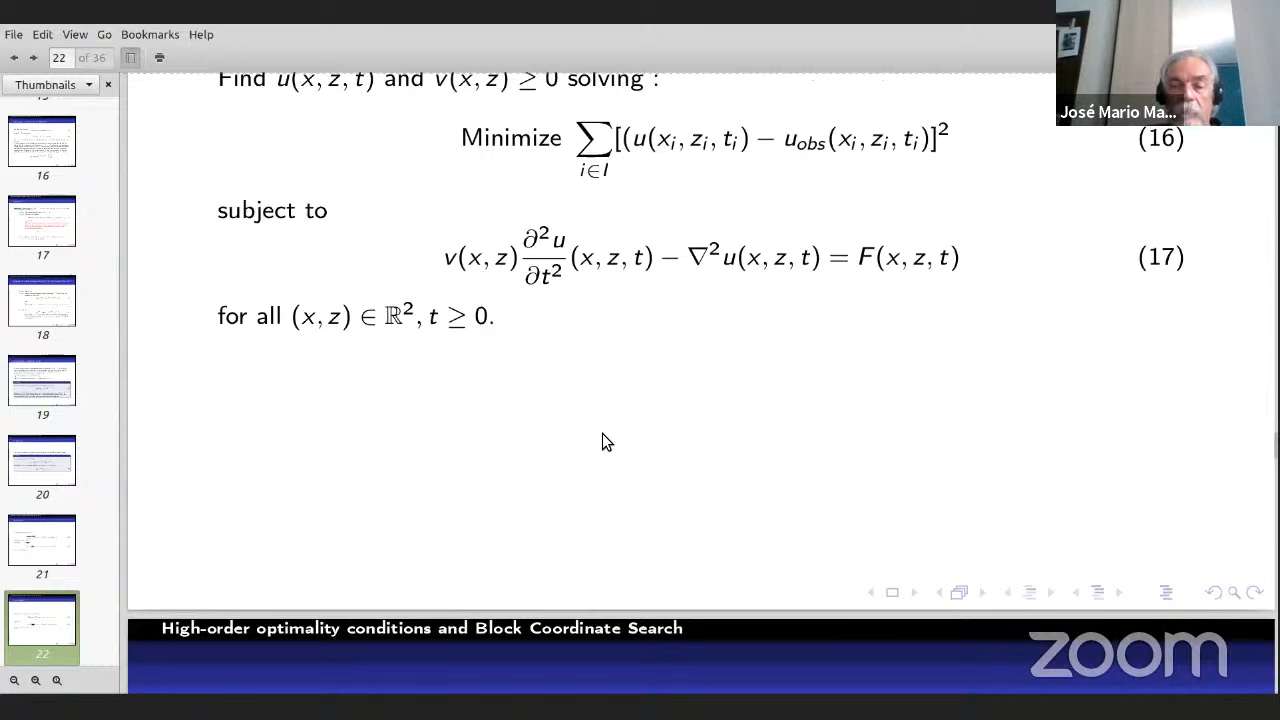 File Edit View Go Bookmarks Help
22 of 36
Thumbnails
16
17
18
19
20
21
22
Find u(x, z, t) and v(x, z) ≥ 0 solving :
Minimize ∑_{i∈I} [(u(x_i, z_i, t_i) − u_{obs}(x_i, z_i, t_i)]² (16)
subject to
v(x, z) ∂²u/∂t² (x, z, t) − ∇²u(x, z, t) = F(x, z, t) (17)
for all (x, z) ∈ ℝ², t ≥ 0.
High-order optimality conditions and Block Coordinate Search
José Mario Ma...
zoom